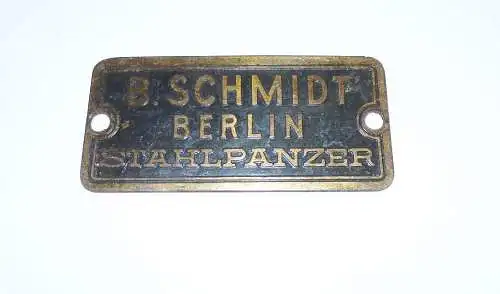 B. SCHMIDT
BERLIN
STAHLPANZER